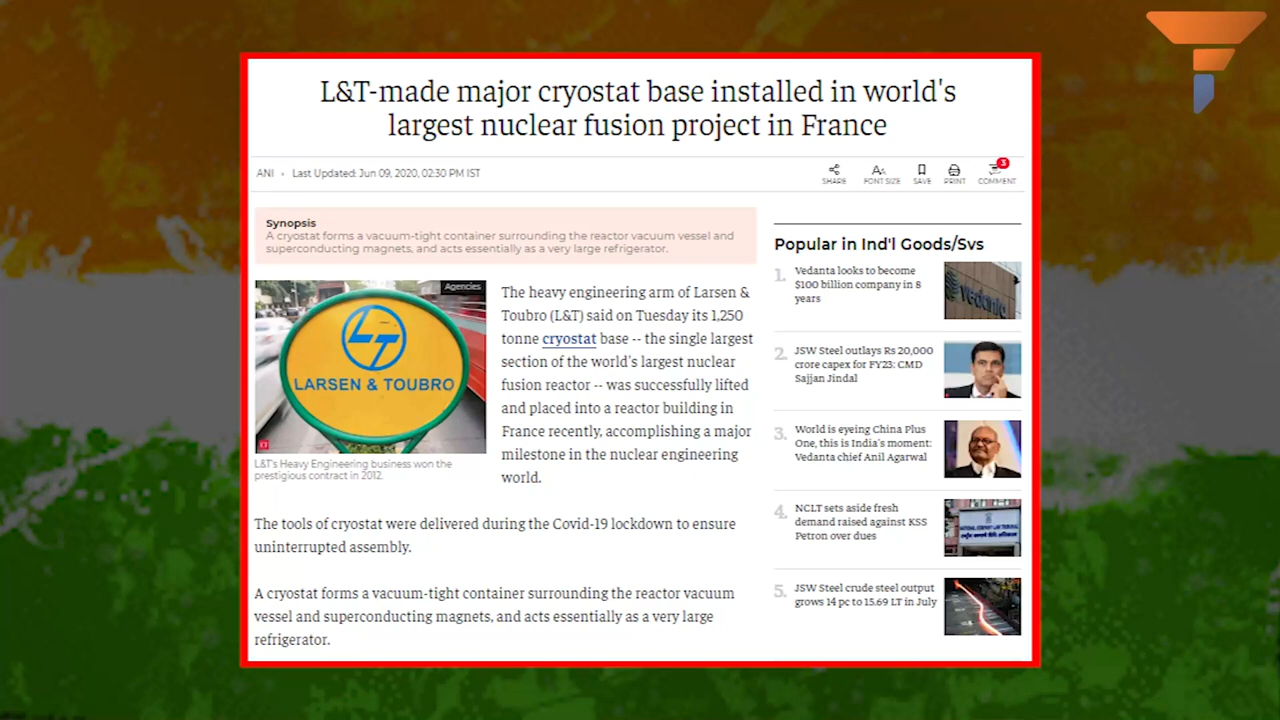 L&T-made major cryostat base installed in world's
largest nuclear fusion project in France
ANI • Last Updated: Jun 09, 2020, 02:30 PM IST
SHARE
FONT SIZE
SAVE
PRINT
3
COMMENT
Synopsis
A cryostat forms a vacuum-tight container surrounding the reactor vacuum vessel and
superconducting magnets, and acts essentially as a very large refrigerator.
Agencies
LARSEN & TOUBRO
ET
L&T's Heavy Engineering business won the
prestigious contract in 2012.
The heavy engineering arm of Larsen &
Toubro (L&T) said on Tuesday its 1,250
tonne cryostat base -- the single largest
section of the world's largest nuclear
fusion reactor -- was successfully lifted
and placed into a reactor building in
France recently, accomplishing a major
milestone in the nuclear engineering
world.
The tools of cryostat were delivered during the Covid-19 lockdown to ensure
uninterrupted assembly.
A cryostat forms a vacuum-tight container surrounding the reactor vacuum
vessel and superconducting magnets, and acts essentially as a very large
refrigerator.
Popular in Ind'l Goods/Svs
1. Vedanta looks to become
$100 billion company in 8
years
vedanta
2. JSW Steel outlays Rs 20,000
crore capex for FY23: CMD
Sajjan Jindal
3. World is eyeing China Plus
One, this is India's moment:
Vedanta chief Anil Agarwal
4. NCLT sets aside fresh
demand raised against KSS
Petron over dues
NATIONAL COMPANY LAW TRIBUNAL
5. JSW Steel crude steel output
grows 14 pc to 15.69 LT in July